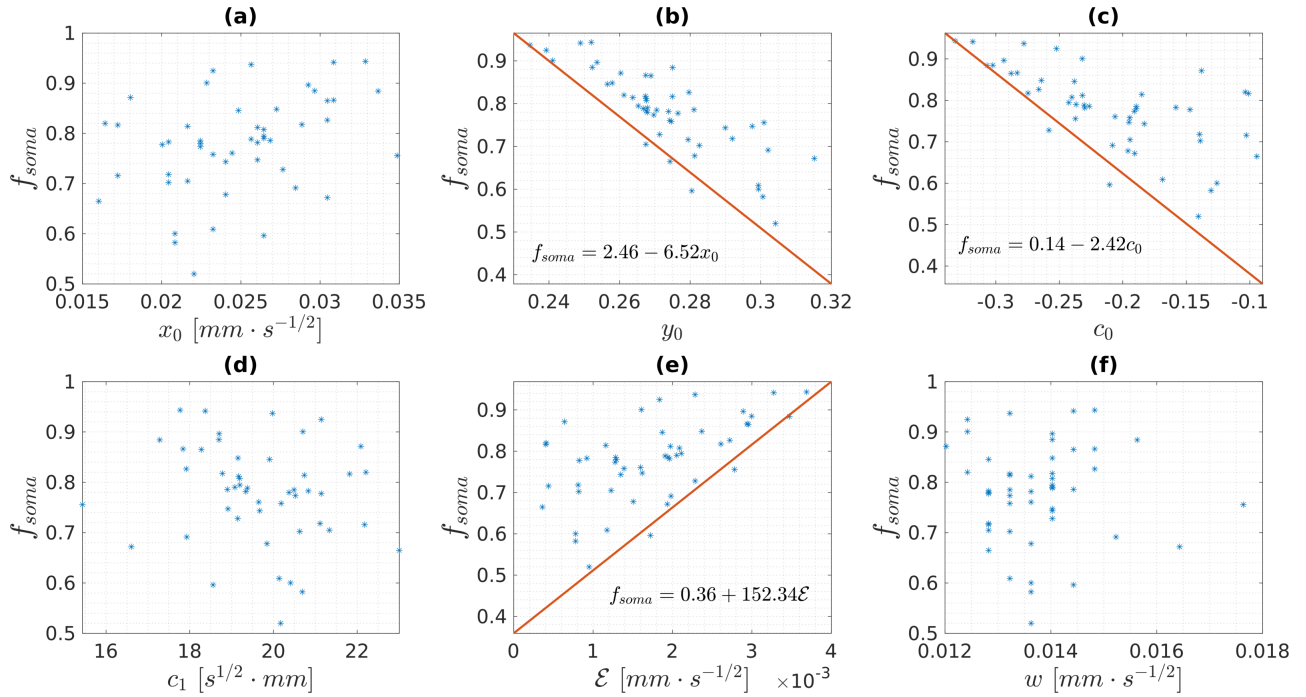 (a)
1
0.9
0.8
0.7
0.6
0.5
f_soma
0.015 0.02 0.025 0.03 0.035
x_0 [mm · s^{-1/2}]
(b)
0.9
0.8
0.7
0.6
0.5
0.4
f_soma
f_soma = 2.46 − 6.52x_0
0.24 0.26 0.28 0.3 0.32
y_0
(c)
0.9
0.8
0.7
0.6
0.5
0.4
f_soma
f_soma = 0.14 − 2.42c_0
-0.3 -0.25 -0.2 -0.15 -0.1
c_0
(d)
1
0.9
0.8
0.7
0.6
0.5
f_soma
16 18 20 22
c_1 [s^{1/2} · mm]
(e)
0.9
0.8
0.7
0.6
0.5
0.4
f_soma
f_soma = 0.36 + 152.34ℰ
0 1 2 3 4
ℰ [mm · s^{-1/2}] ×10^{-3}
(f)
1
0.9
0.8
0.7
0.6
0.5
f_soma
0.012 0.014 0.016 0.018
w [mm · s^{-1/2}]